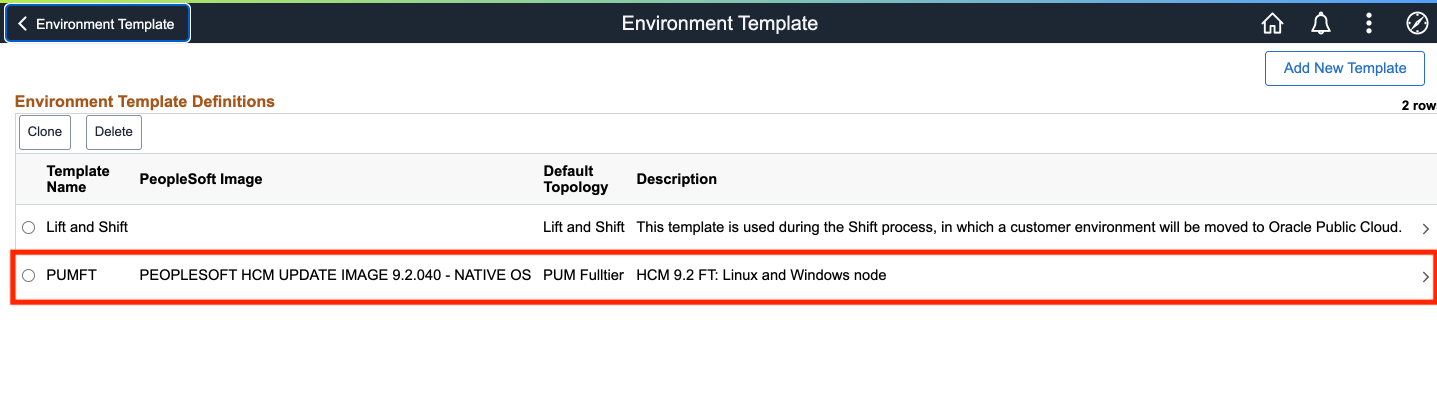 Environment Template
Environment Template
Add New Template
Environment Template Definitions
2 row
Clone Delete
Template Name PeopleSoft Image Default Topology Description
Lift and Shift Lift and Shift This template is used during the Shift process, in which a customer environment will be moved to Oracle Public Cloud.
PUMFT PEOPLESOFT HCM UPDATE IMAGE 9.2.040 - NATIVE OS PUM Fulltier HCM 9.2 FT: Linux and Windows node